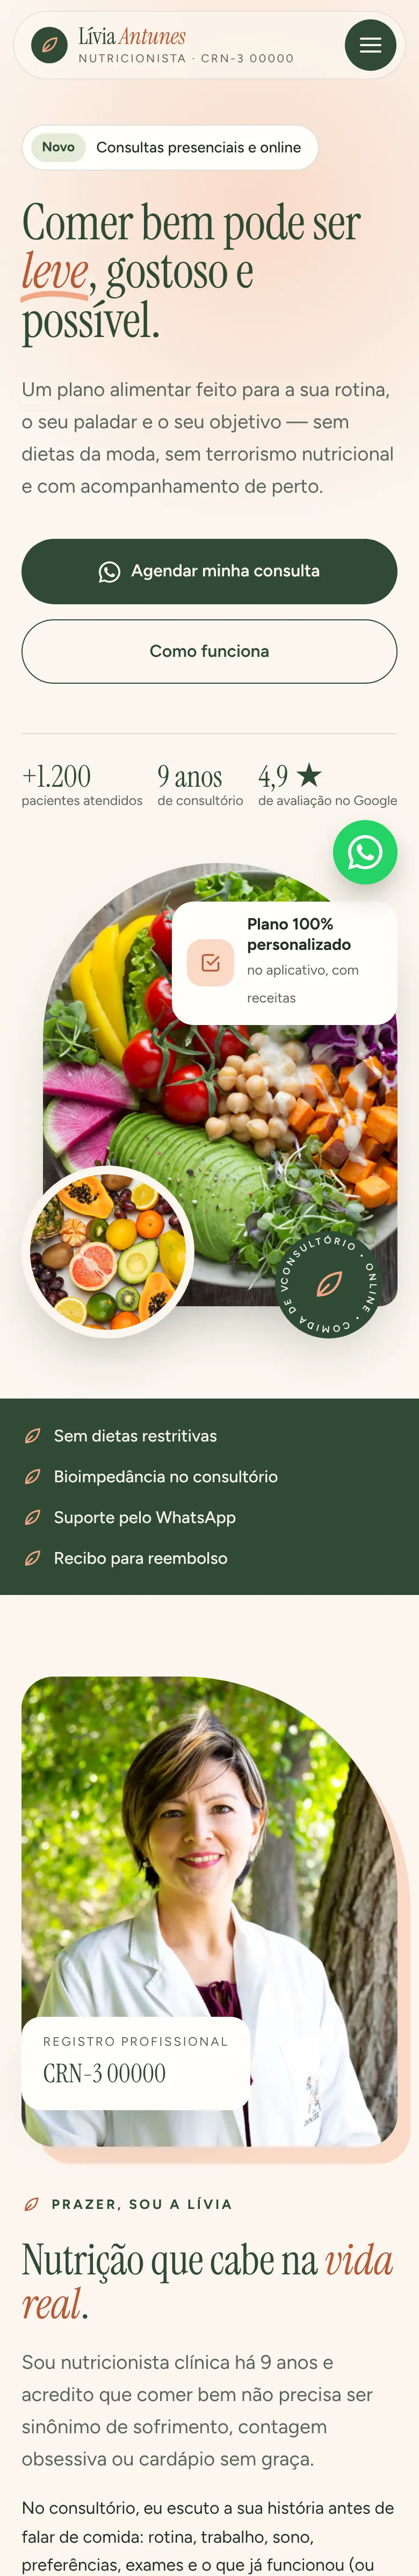 Lívia Antunes
NUTRICIONISTA · CRN-3 00000
Novo Consultas presenciais e online
Comer bem pode ser
leve, gostoso e
possível.
Um plano alimentar feito para a sua rotina,
o seu paladar e o seu objetivo — sem
dietas da moda, sem terrorismo nutricional
e com acompanhamento de perto.
Agendar minha consulta
Como funciona
+1.200
pacientes atendidos
9 anos
de consultório
4,9 ★
de avaliação no Google
Plano 100%
personalizado
no aplicativo, com
receitas
CONSULTÓRIO • ONLINE • COMIDA DE V
Sem dietas restritivas
Bioimpedância no consultório
Suporte pelo WhatsApp
Recibo para reembolso
REGISTRO PROFISSIONAL
CRN-3 00000
PRAZER, SOU A LÍVIA
Nutrição que cabe na vida
real.
Sou nutricionista clínica há 9 anos e
acredito que comer bem não precisa ser
sinônimo de sofrimento, contagem
obsessiva ou cardápio sem graça.
No consultório, eu escuto a sua história antes de
falar de comida: rotina, trabalho, sono,
preferências, exames e o que já funcionou (ou